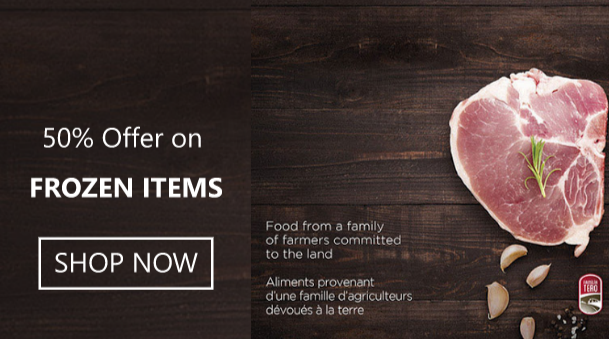 50% Offer on
FROZEN ITEMS
SHOP NOW
Food from a family
of farmers committed
to the land
Aliments provenant
d'une famille d'agriculteurs
dévoués à la terre
TERO